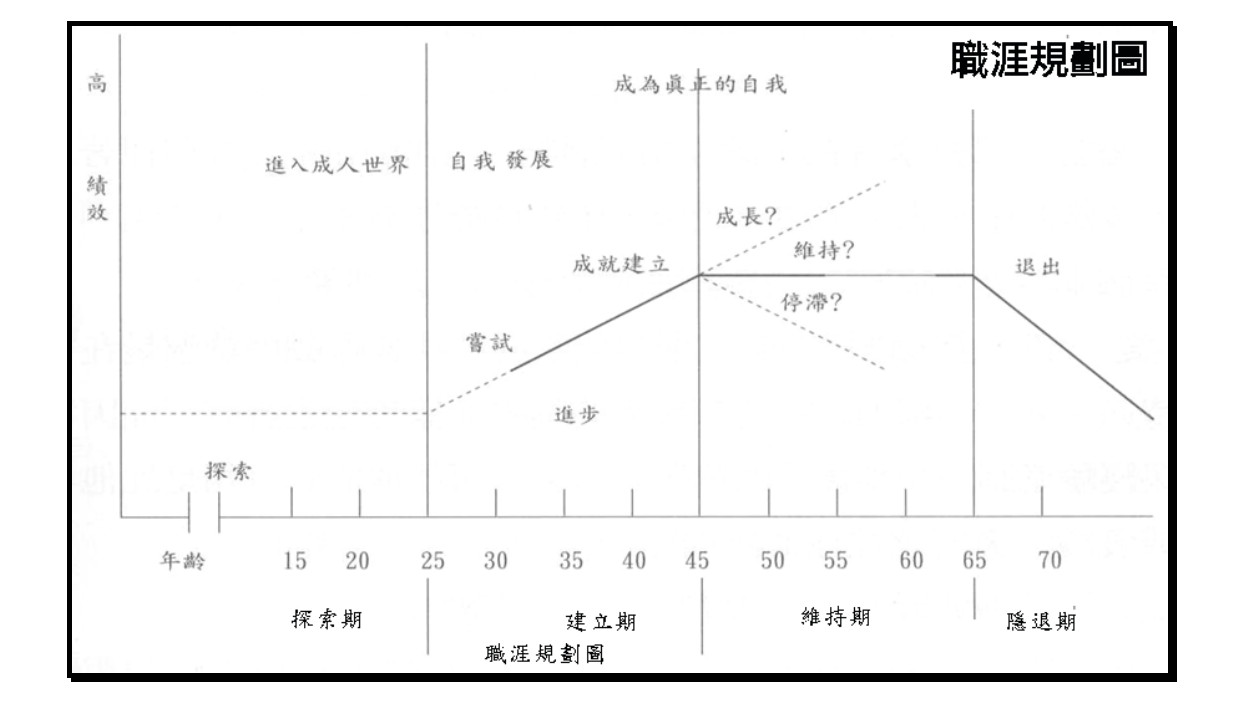 職涯規劃圖
高
績
效
成為眞正的自我
進入成人世界
自我 發展
成長?
維持?
成就建立
退出
停滯?
嘗試
進步
探索
年齡 15 20 25 30 35 40 45 50 55 60 65 70
探索期 建立期 維持期 隱退期
職涯規劃圖